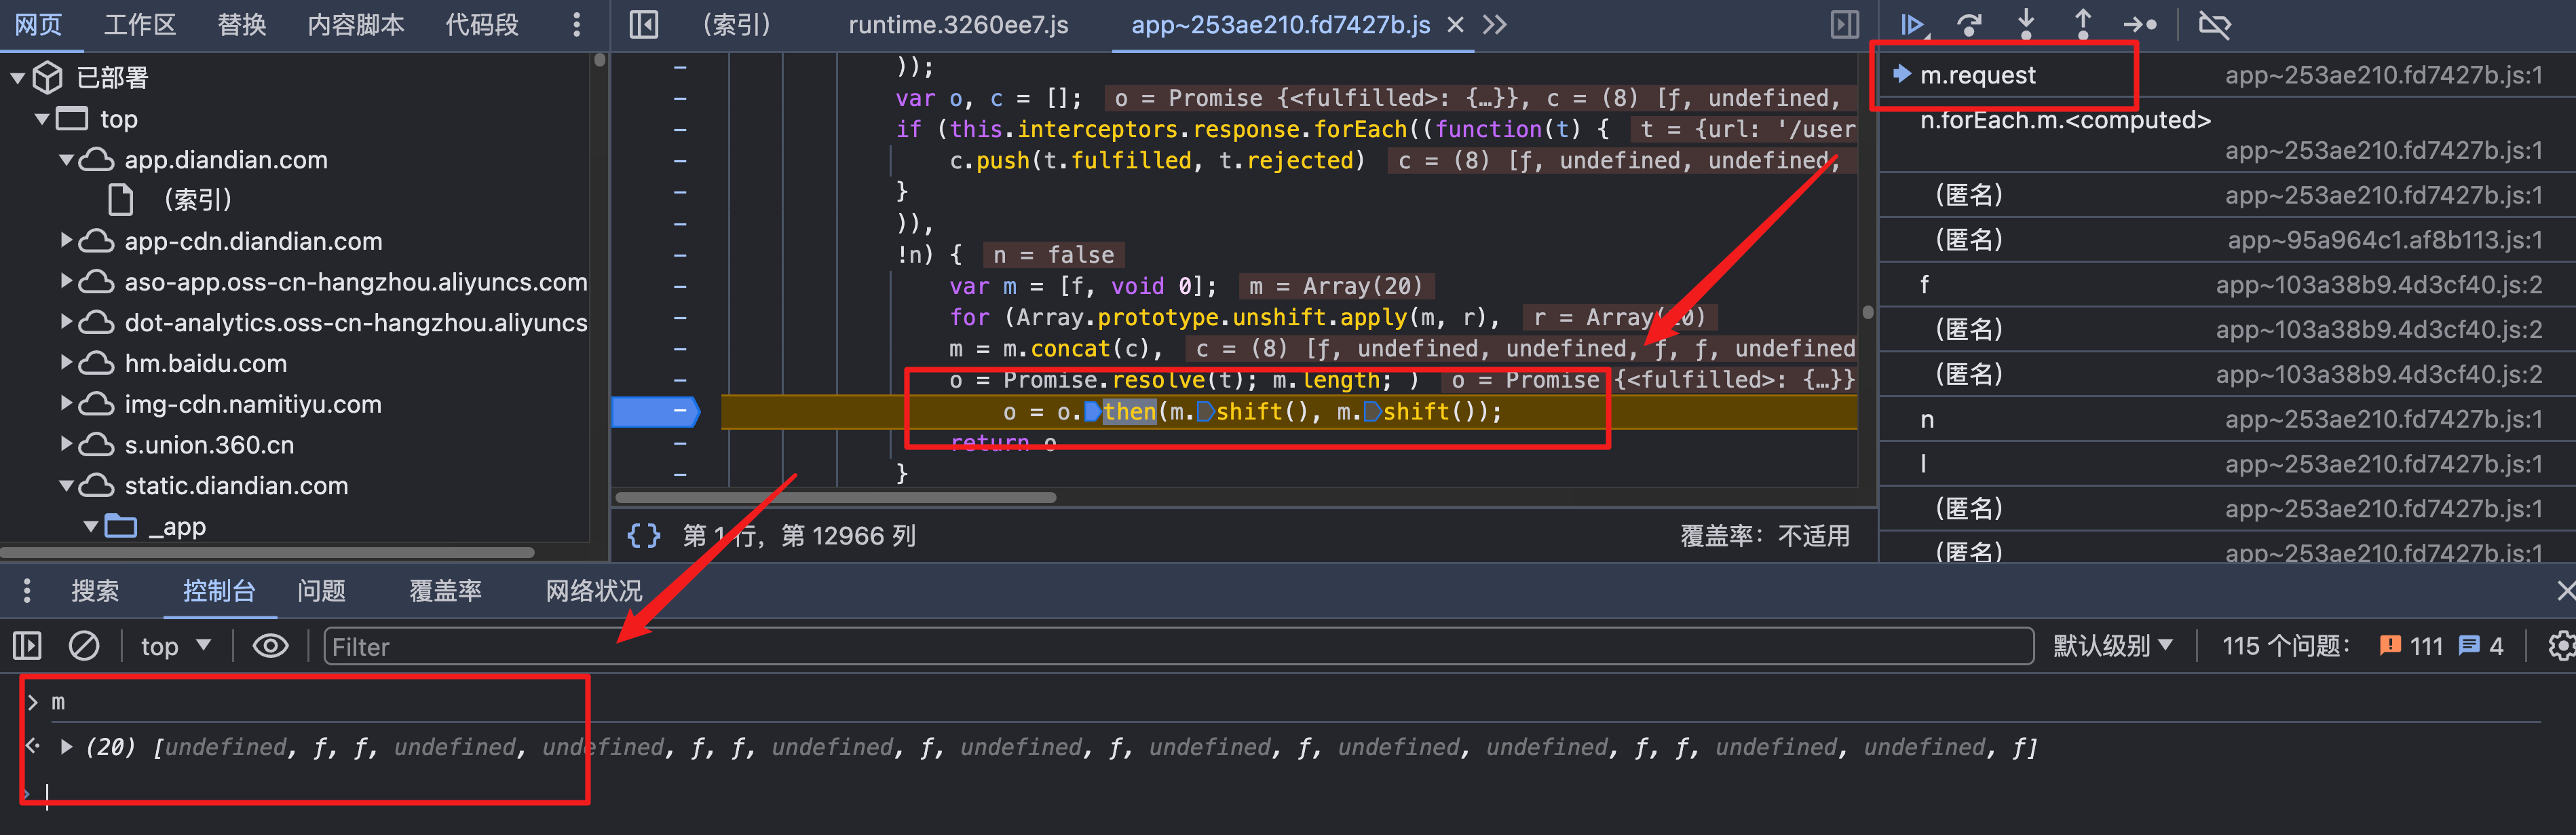 网页 工作区 替换 内容脚本 代码段
已部署
top
app.diandian.com
(索引)
app-cdn.diandian.com
aso-app.oss-cn-hangzhou.aliyuncs.com
dot-analytics.oss-cn-hangzhou.aliyuncs
hm.baidu.com
img-cdn.namitiyu.com
s.union.360.cn
static.diandian.com
_app
(索引) runtime.3260ee7.js app~253ae210.fd7427b.js
));
var o, c = []; o = Promise {<fulfilled>: {…}}, c = (8) [ƒ, undefined,
if (this.interceptors.response.forEach((function(t) { t = {url: '/user
c.push(t.fulfilled, t.rejected) c = (8) [ƒ, undefined, undefined,
}
)),
!n) { n = false
var m = [f, void 0]; m = Array(20)
for (Array.prototype.unshift.apply(m, r), r = Array(10)
m = m.concat(c), c = (8) [ƒ, undefined, undefined, ƒ, ƒ, undefined
o = Promise.resolve(t); m.length; ) o = Promise {<fulfilled>: {…}}
o = o.then(m.shift(), m.shift());
return o
}
{} 第 1 行，第 12966 列 覆盖率：不适用
m.request app~253ae210.fd7427b.js:1
n.forEach.m.<computed>
app~253ae210.fd7427b.js:1
(匿名) app~253ae210.fd7427b.js:1
(匿名) app~95a964c1.af8b113.js:1
f app~103a38b9.4d3cf40.js:2
(匿名) app~103a38b9.4d3cf40.js:2
(匿名) app~103a38b9.4d3cf40.js:2
n app~253ae210.fd7427b.js:1
l app~253ae210.fd7427b.js:1
(匿名) app~253ae210.fd7427b.js:1
(匿名) app~253ae210.fd7427b.js:1
搜索 控制台 问题 覆盖率 网络状况
top Filter 默认级别 115 个问题： 111 4
m
(20) [undefined, ƒ, ƒ, undefined, undefined, ƒ, ƒ, undefined, ƒ, undefined, ƒ, undefined, ƒ, undefined, undefined, ƒ, ƒ, undefined, undefined, ƒ]